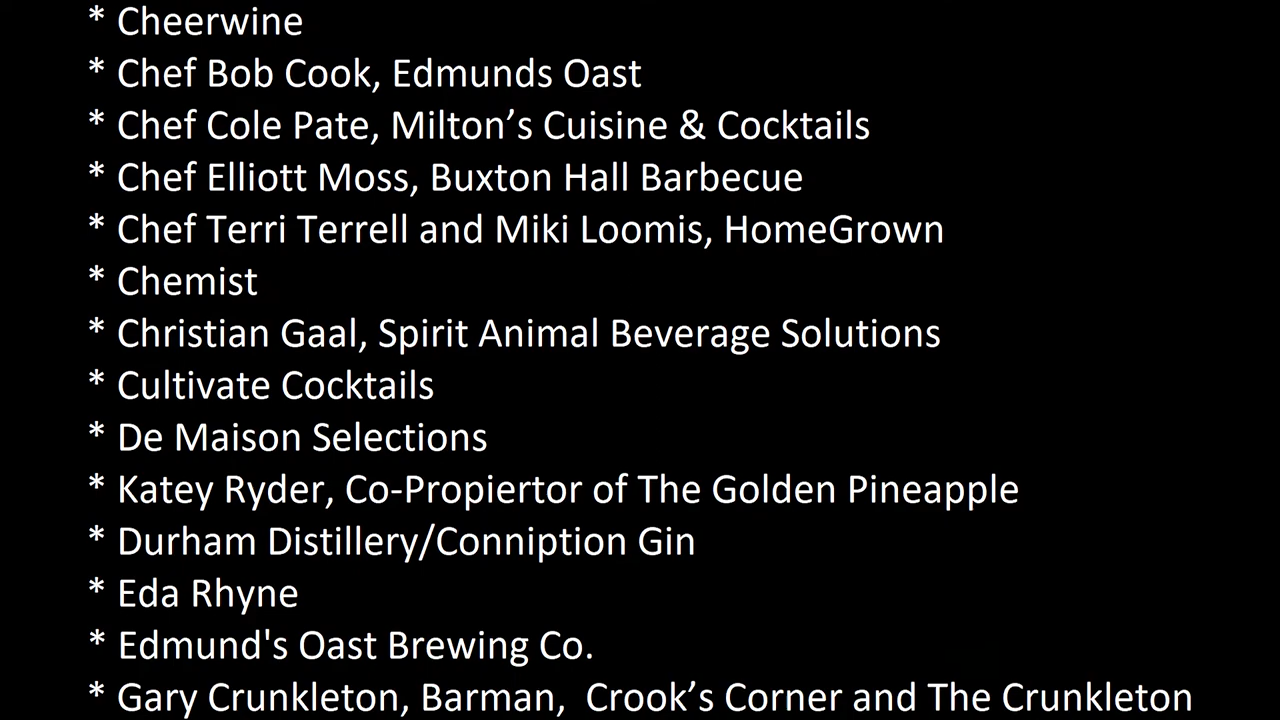 * Cheerwine
* Chef Bob Cook, Edmunds Oast
* Chef Cole Pate, Milton’s Cuisine & Cocktails
* Chef Elliott Moss, Buxton Hall Barbecue
* Chef Terri Terrell and Miki Loomis, HomeGrown
* Chemist
* Christian Gaal, Spirit Animal Beverage Solutions
* Cultivate Cocktails
* De Maison Selections
* Katey Ryder, Co-Propiertor of The Golden Pineapple
* Durham Distillery/Conniption Gin
* Eda Rhyne
* Edmund's Oast Brewing Co.
* Gary Crunkleton, Barman,  Crook’s Corner and The Crunkleton